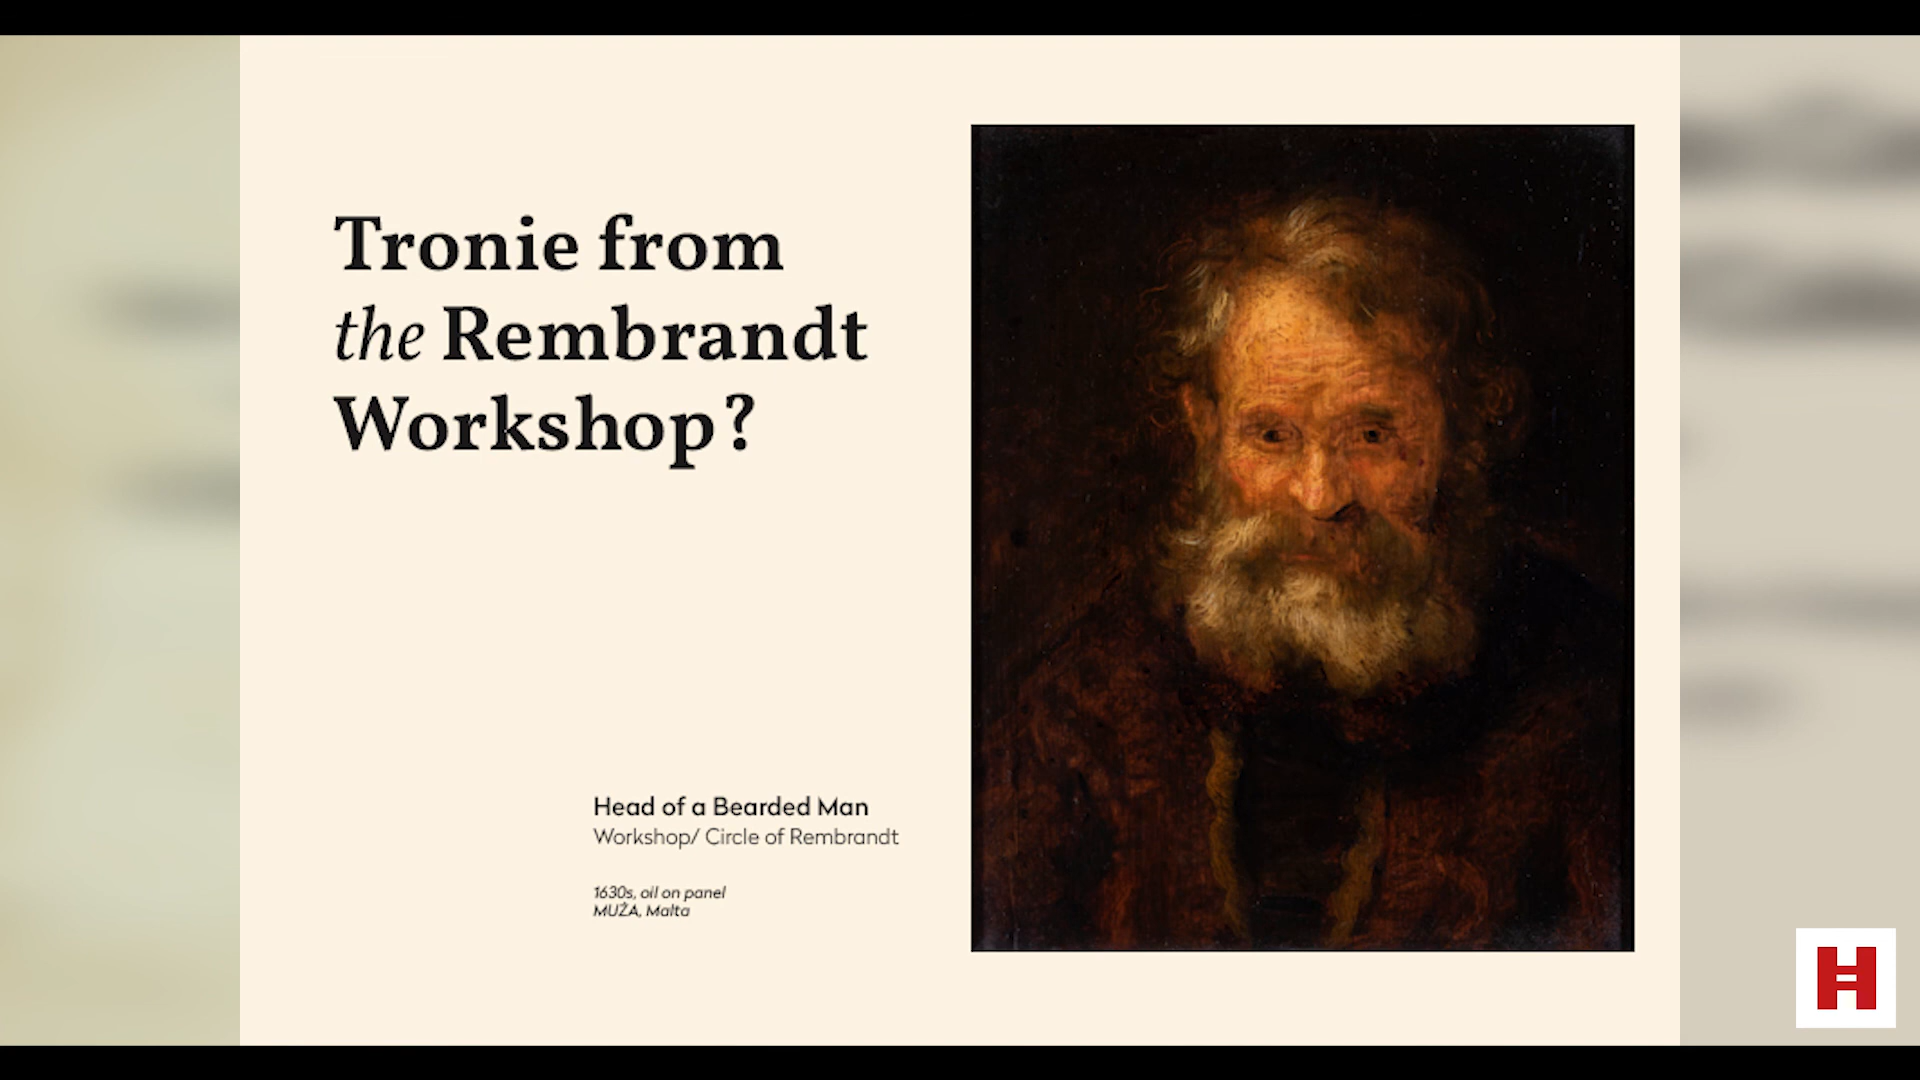 Tronie from
the Rembrandt
Workshop?
Head of a Bearded Man
Workshop/ Circle of Rembrandt
1630s, oil on panel
MUŻA, Malta
H